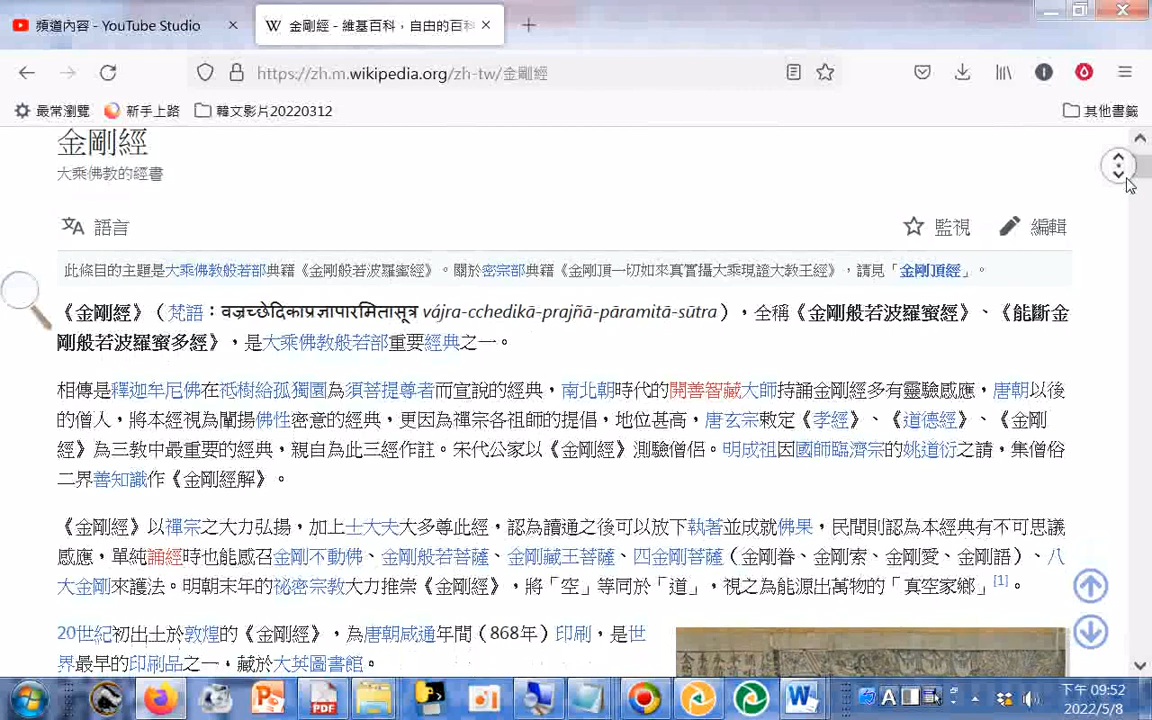 頻道內容 - YouTube Studio
金剛經 - 維基百科，自由的百科
https://zh.m.wikipedia.org/zh-tw/金剛經
最常瀏覽 新手上路 韓文影片20220312 其他書籤
金剛經
大乘佛教的經書
語言 監視 編輯
此條目的主題是大乘佛教般若部典籍《金剛般若波羅蜜經》。關於密宗部典籍《金剛頂一切如來真實攝大乘現證大教王經》，請見「金剛頂經」。
《金剛經》（梵語：वज्रच्छेदिकाप्रज्ञापारमितासूत्र vájra-cchedikā-prajñā-pāramitā-sūtra），全稱《金剛般若波羅蜜經》、《能斷金
剛般若波羅蜜多經》，是大乘佛教般若部重要經典之一。
相傳是釋迦牟尼佛在祇樹給孤獨園為須菩提尊者而宣說的經典，南北朝時代的開善智藏大師持誦金剛經多有靈驗感應，唐朝以後
的僧人，將本經視為闡揚佛性密意的經典，更因為禪宗各祖師的提倡，地位甚高，唐玄宗敕定《孝經》、《道德經》、《金剛
經》為三教中最重要的經典，親自為此三經作註。宋代公家以《金剛經》測驗僧侶。明成祖因國師臨濟宗的姚道衍之請，集僧俗
二界善知識作《金剛經解》。
《金剛經》以禪宗之大力弘揚，加上士大夫大多尊此經，認為讀通之後可以放下執著並成就佛果，民間則認為本經典有不可思議
感應，單純誦經時也能感召金剛不動佛、金剛般若菩薩、金剛藏王菩薩、四金剛菩薩（金剛眷、金剛索、金剛愛、金剛語）、八
大金剛來護法。明朝末年的祕密宗教大力推崇《金剛經》，將「空」等同於「道」，視之為能源出萬物的「真空家鄉」[1]。
20世紀初出土於敦煌的《金剛經》，為唐朝咸通年間（868年）印刷，是世
界最早的印刷品之一，藏於大英圖書館。
下午 09:52
2022/5/8